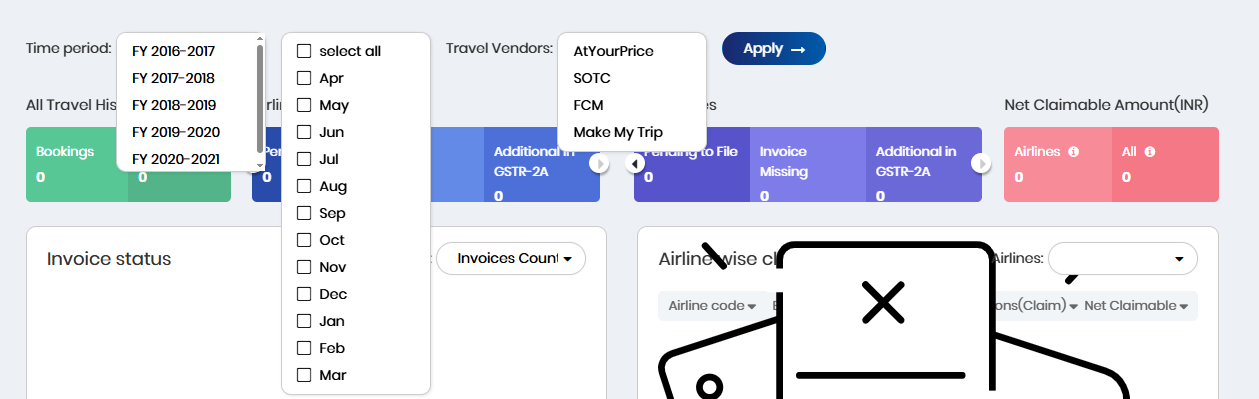 Time period:
FY 2016-2017
FY 2017-2018
FY 2018-2019
FY 2019-2020
FY 2020-2021
select all
Apr
May
Jun
Jul
Aug
Sep
Oct
Nov
Dec
Jan
Feb
Mar
Travel Vendors:
AtYourPrice
SOTC
FCM
Make My Trip
Apply →
All Travel His
Net Claimable Amount(INR)
Bookings
0
0
0
Additional in
GSTR-2A
0
Pending to File
0
Invoice
Missing
0
Additional in
GSTR-2A
0
Airlines
0
All
0
Invoice status
Invoices Count
Airline wise cl
Airlines:
Airline code
ons(Claim)
Net Claimable